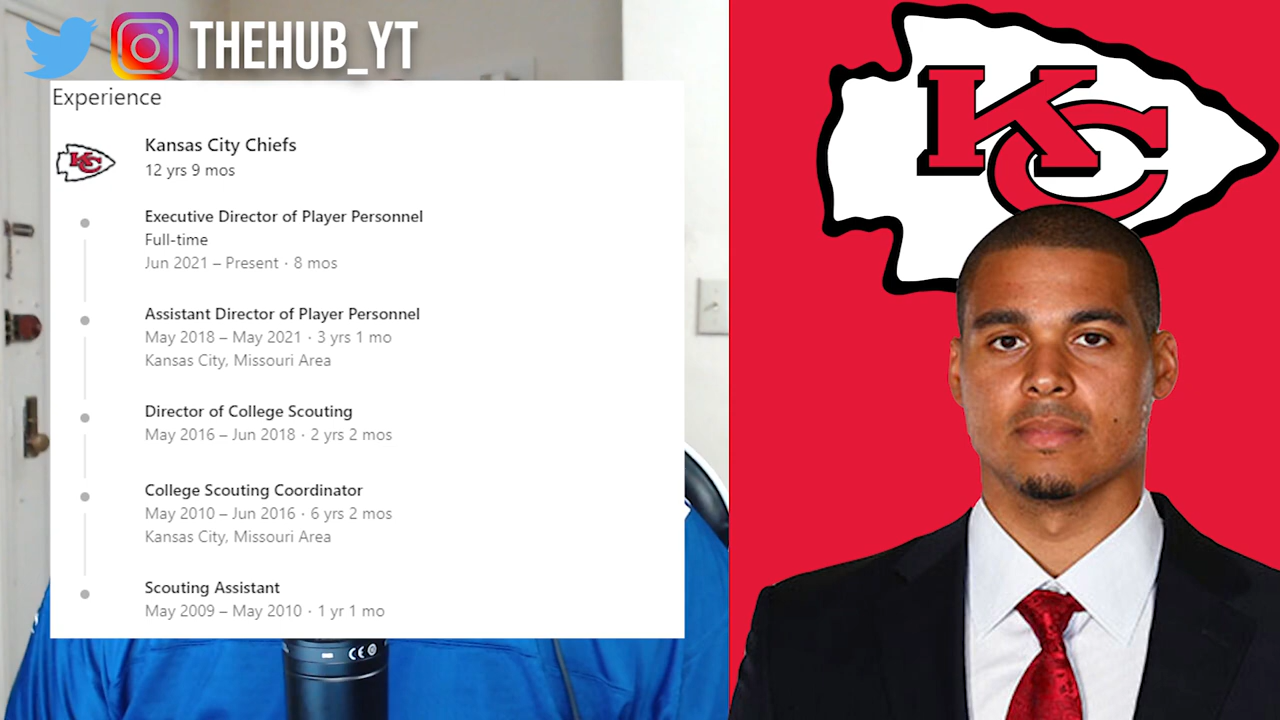 THEHUB_YT
Experience
Kansas City Chiefs
12 yrs 9 mos
Executive Director of Player Personnel
Full-time
Jun 2021 – Present · 8 mos
Assistant Director of Player Personnel
May 2018 – May 2021 · 3 yrs 1 mo
Kansas City, Missouri Area
Director of College Scouting
May 2016 – Jun 2018 · 2 yrs 2 mos
College Scouting Coordinator
May 2010 – Jun 2016 · 6 yrs 2 mos
Kansas City, Missouri Area
Scouting Assistant
May 2009 – May 2010 · 1 yr 1 mo
KC
KC
CE